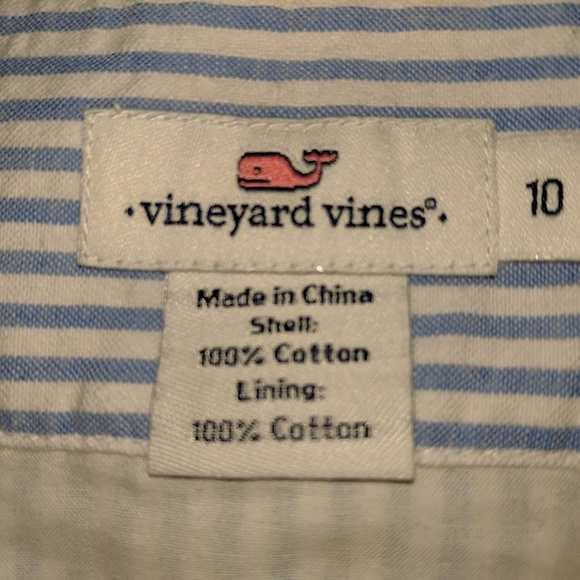 ·vineyard vines®·
10
Made in China
Shell:
100% Cotton
Lining:
100% Cotton